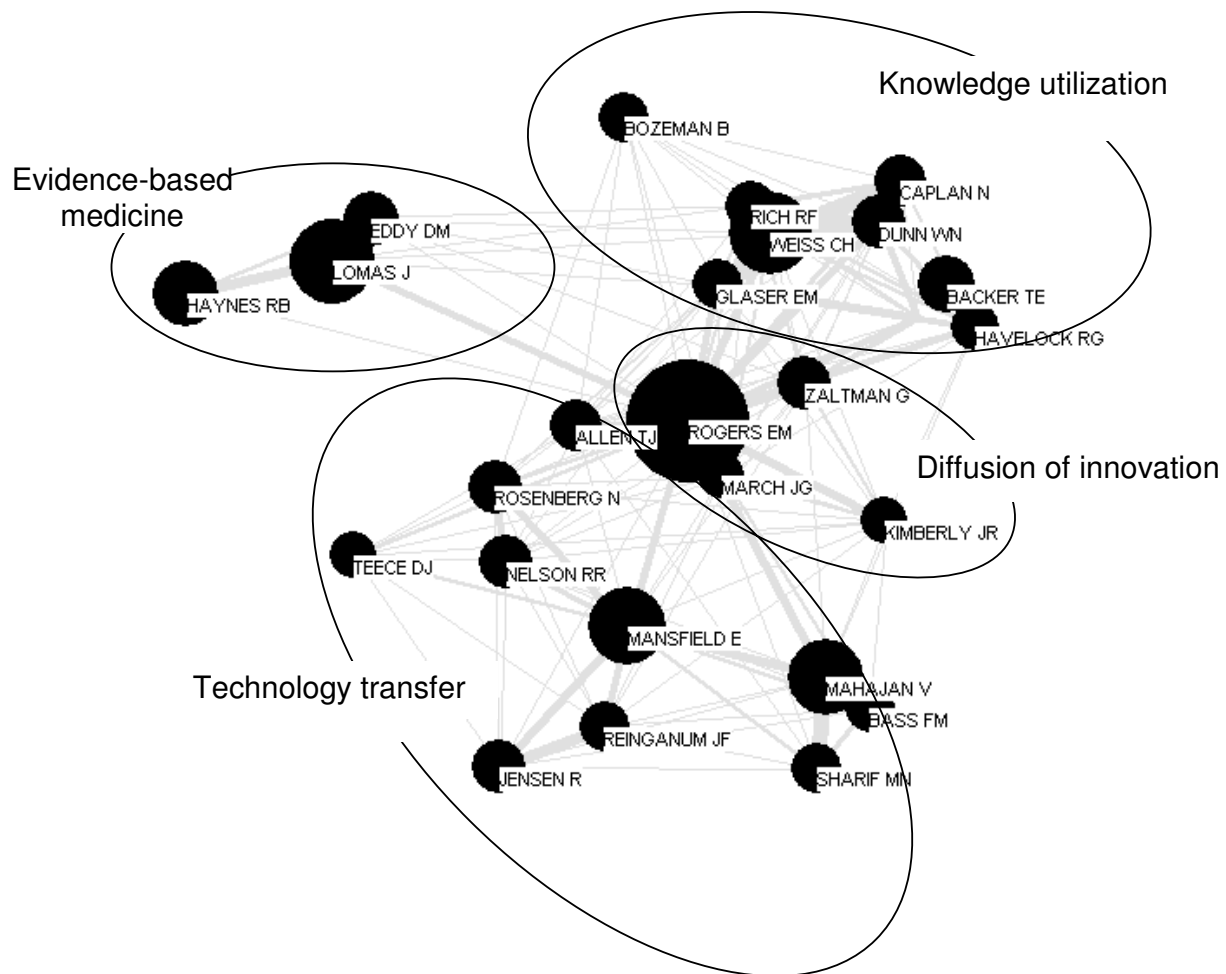 Knowledge utilization
BOZEMAN B
Evidence-based
medicine
CAPLAN N
RICH RF
EDDY DM
DUNN WN
WEISS CH
LOMAS J
GLASER EM
BACKER TE
HAYNES RB
HAVELOCK RG
ZALTMAN G
ROGERS EM
ALLEN TJ
Diffusion of innovation
MARCH JG
ROSENBERG N
KIMBERLY JR
TEECE DJ
NELSON RR
MANSFIELD E
Technology transfer
MAHAJAN V
BASS FM
REINGANUM JF
JENSEN R
SHARIF MN